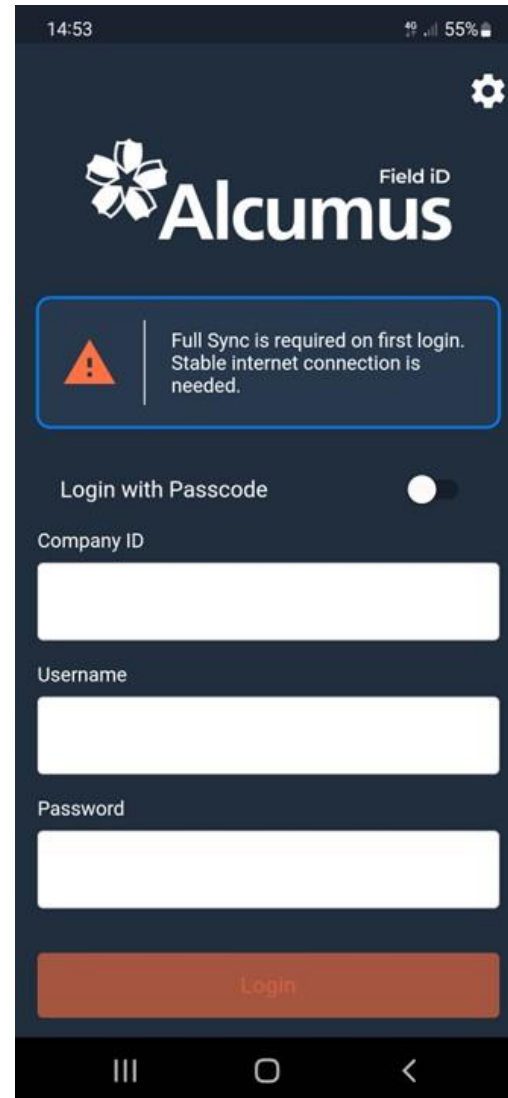 14:53
4G 55%
Field iD
Alcumus
Full Sync is required on first login.
Stable internet connection is
needed.
Login with Passcode
Company ID
Username
Password
Login